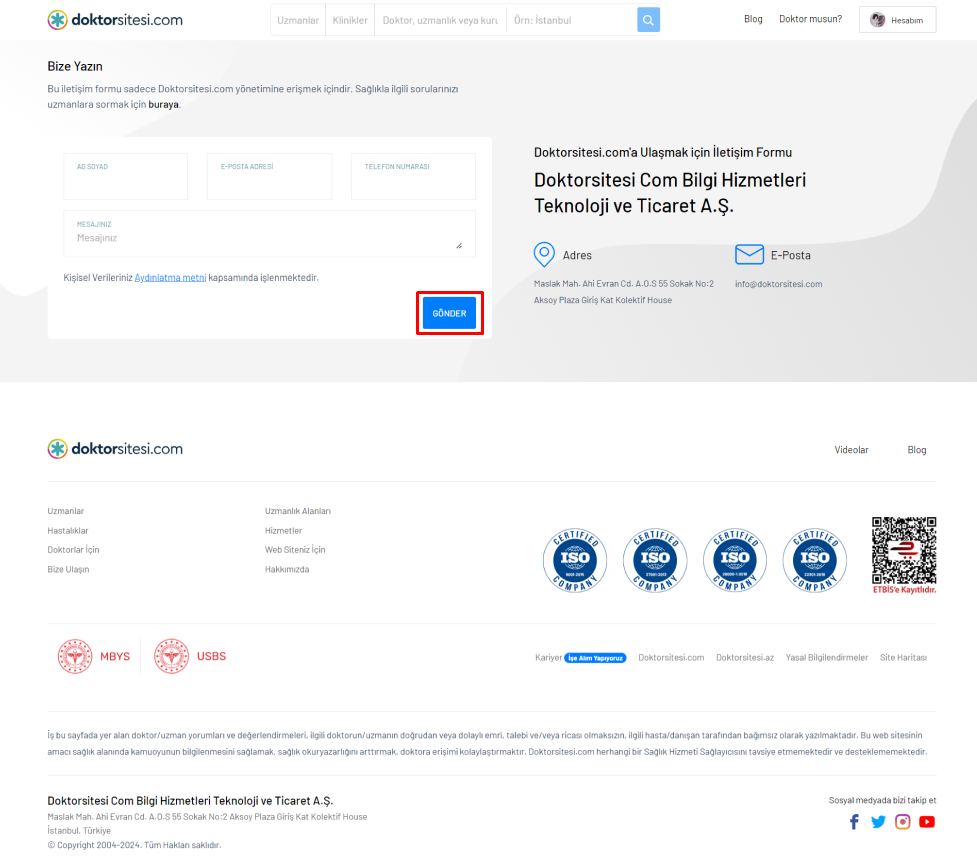 doktorsitesi.com
Uzmanlar
Klinikler
Doktor, uzmanlık veya kuru
Örn: İstanbul
Blog
Doktor musun?
Hesabım
Bize Yazın
Bu iletişim formu sadece Doktorsitesi.com yönetimine erişmek içindir. Sağlıkla ilgili sorularınızı
uzmanlara sormak için buraya.
AD SOYAD
E-POSTA ADRESİ
TELEFON NUMARASI
MESAJINIZ
Mesajınız
Kişisel Verileriniz Aydınlatma metni kapsamında işlenmektedir.
GÖNDER
Doktorsitesi.com'a Ulaşmak için İletişim Formu
Doktorsitesi Com Bilgi Hizmetleri
Teknoloji ve Ticaret A.Ş.
Adres
Maslak Mah. Ahi Evran Cd. A.O.S 55 Sokak No:2
Aksoy Plaza Giriş Kat Kolektif House
E-Posta
info@doktorsitesi.com
doktorsitesi.com
Videolar
Blog
Uzmanlar
Hastalıklar
Doktorlar İçin
Bize Ulaşın
Uzmanlık Alanları
Hizmetler
Web Siteniz İçin
Hakkımızda
CERTIFIED
ISO
9001:2015
COMPANY
CERTIFIED
ISO
27001:2013
COMPANY
CERTIFIED
ISO
20000-1:2018
COMPANY
CERTIFIED
ISO
22301:2019
COMPANY
ETBİS'e Kayıtlıdır.
MBYS
USBS
Kariyer İşe Alım Yapıyoruz
Doktorsitesi.com
Doktorsitesi.az
Yasal Bilgilendirmeler
Site Haritası
İş bu sayfada yer alan doktor/uzman yorumları ve değerlendirmeleri, ilgili doktorun/uzmanın doğrudan veya dolaylı emri, talebi ve/veya ricası olmaksızın, ilgili hasta/danışan tarafından bağımsız olarak yazılmaktadır. Bu web sitesinin
amacı sağlık alanında kamuoyunun bilgilenmesini sağlamak, sağlık okuryazarlığını arttırmak, doktora erişimi kolaylaştırmaktır. Doktorsitesi.com herhangi bir Sağlık Hizmeti Sağlayıcısını tavsiye etmemektedir ve desteklememektedir.
Doktorsitesi Com Bilgi Hizmetleri Teknoloji ve Ticaret A.Ş.
Maslak Mah. Ahi Evran Cd. A.O.S 55 Sokak No:2 Aksoy Plaza Giriş Kat Kolektif House
İstanbul, Türkiye
© Copyright 2004-2024. Tüm Hakları saklıdır.
Sosyal medyada bizi takip et